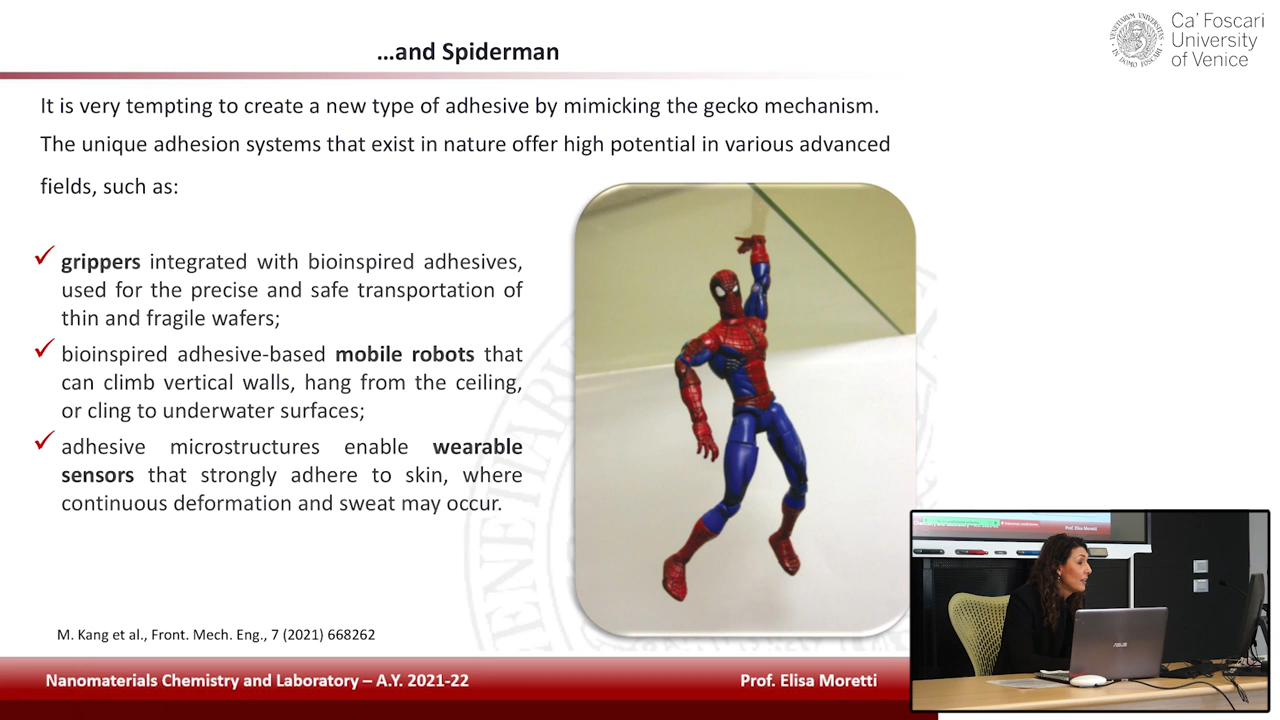 Ca' Foscari
University
of Venice
...and Spiderman
It is very tempting to create a new type of adhesive by mimicking the gecko mechanism.
The unique adhesion systems that exist in nature offer high potential in various advanced
fields, such as:
✓ grippers integrated with bioinspired adhesives,
used for the precise and safe transportation of
thin and fragile wafers;
✓ bioinspired adhesive-based mobile robots that
can climb vertical walls, hang from the ceiling,
or cling to underwater surfaces;
✓ adhesive microstructures enable wearable
sensors that strongly adhere to skin, where
continuous deformation and sweat may occur.
M. Kang et al., Front. Mech. Eng., 7 (2021) 668262
Nanomaterials Chemistry and Laboratory – A.Y. 2021-22
Prof. Elisa Moretti
Prof. Elisa Moretti
ASUS